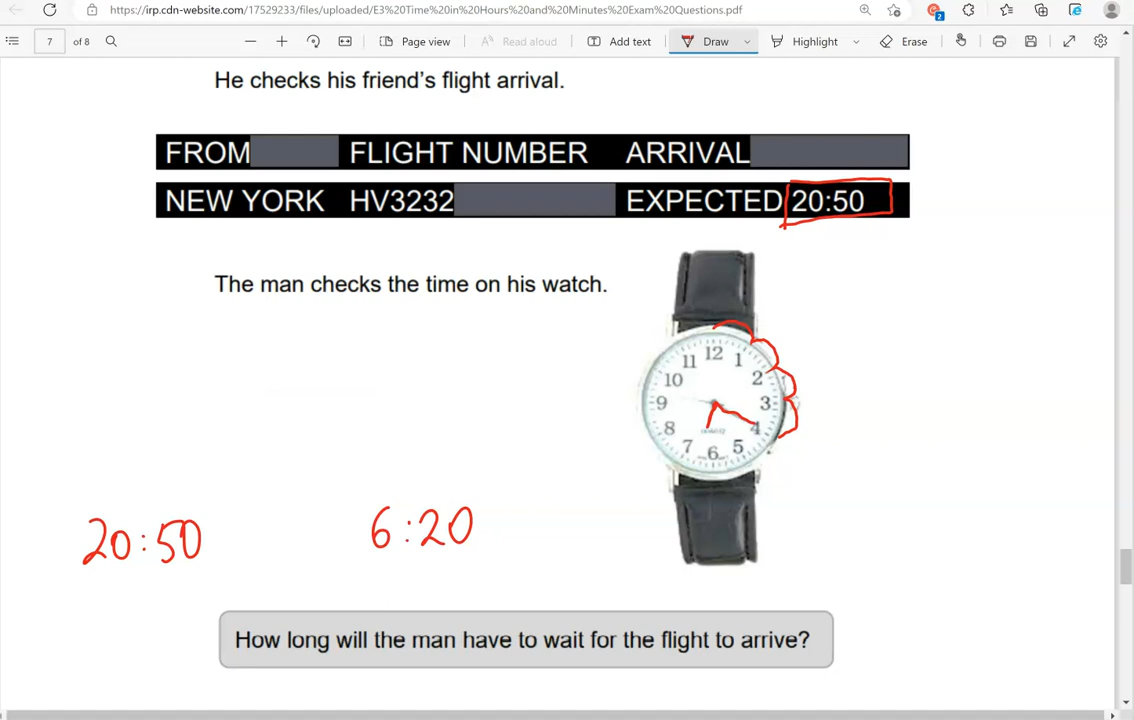 https://irp.cdn-website.com/17529233/files/uploaded/E3%20Time%20in%20Hours%20and%20Minutes%20Exam%20Questions.pdf
2
7 of 8 Page view Read aloud Add text Draw Highlight Erase
He checks his friend's flight arrival.
FROM FLIGHT NUMBER ARRIVAL
NEW YORK HV3232 EXPECTED 20:50
The man checks the time on his watch.
12
11 1
10 2
9 3
8 4
7 5
6
20:50 6:20
How long will the man have to wait for the flight to arrive?